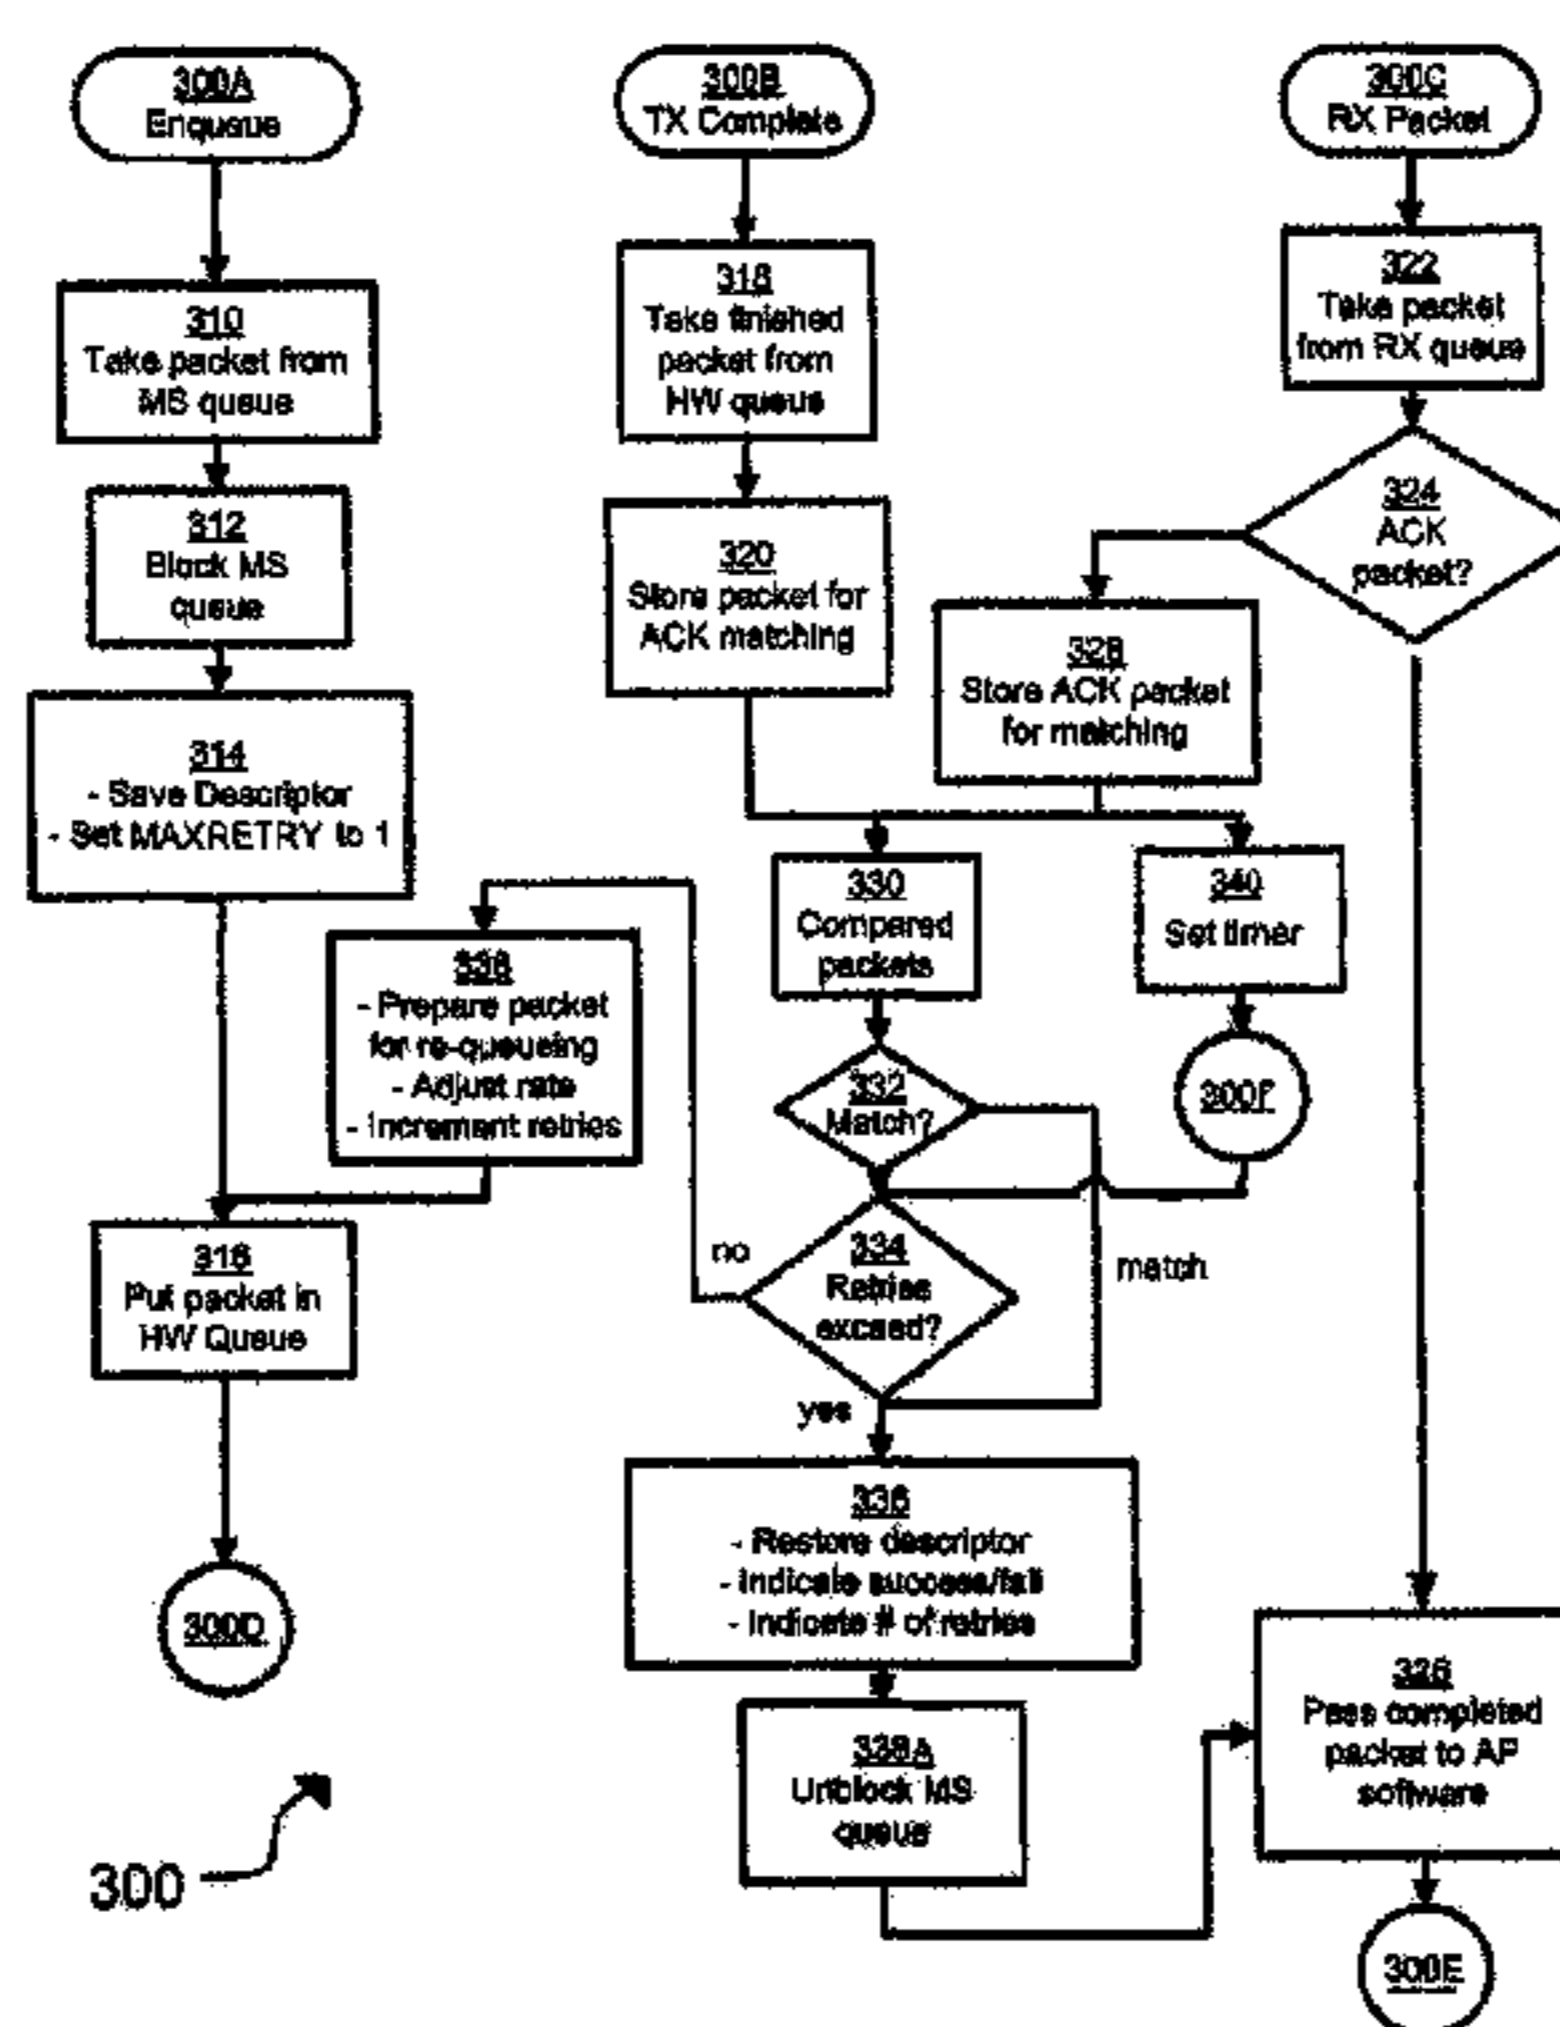 300A
Enqueue
300B
TX Complete
300C
RX Packet
310
Take packet from
MS queue
318
Take finished
packet from
HW queue
322
Take packet
from RX queue
312
Block MS
queue
320
Store packet for
ACK matching
324
ACK
packet?
328
Store ACK packet
for matching
314
- Save Descriptor
- Set MAXRETRY to 1
330
Compared
packets
340
Set timer
- Prepare packet
for re-queueing
- Adjust rate
- Increment retries
332
Match?
300F
316
Put packet in
HW Queue
no
334
Retries
exceed?
match
yes
336
- Restore descriptor
- Indicate success/fail
- Indicate # of retries
300D
326
Pass completed
packet to AP
software
338A
Unblock MS
queue
300
300E